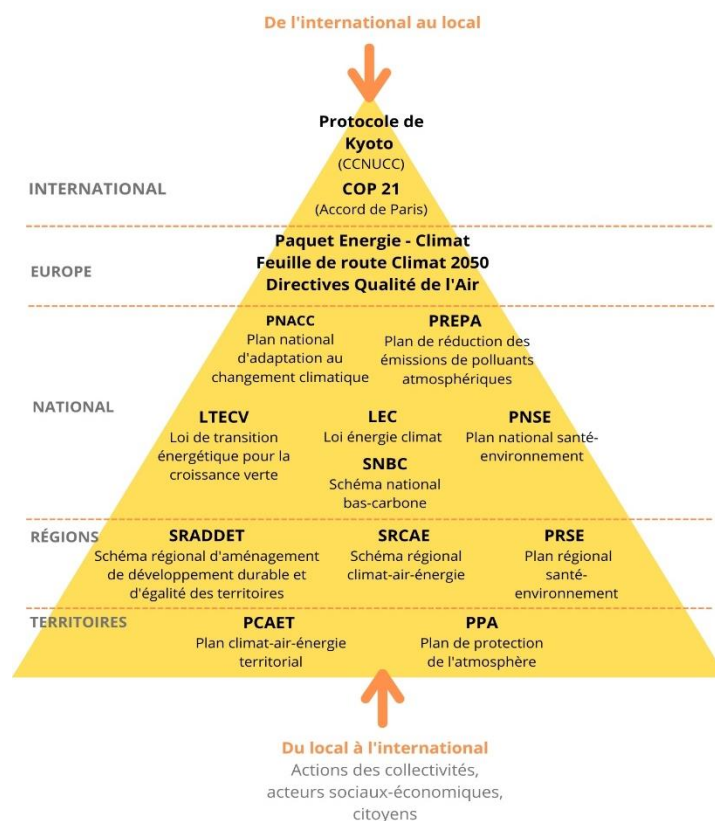 De l'international au local
Protocole de
Kyoto
(CCNUCC)
INTERNATIONAL
COP 21
(Accord de Paris)
Paquet Energie - Climat
Feuille de route Climat 2050
Directives Qualité de l'Air
EUROPE
PNACC
Plan national
d'adaptation au
changement climatique
PREPA
Plan de réduction des
émissions de polluants
atmosphériques
NATIONAL
LTECV
Loi de transition
énergétique pour la
croissance verte
LEC
Loi énergie climat
SNBC
Schéma national
bas-carbone
PNSE
Plan national santé-
environnement
RÉGIONS
SRADDET
Schéma régional d'aménagement
de développement durable et
d'égalité des territoires
SRCAE
Schéma régional
climat-air-énergie
PRSE
Plan régional
santé-
environnement
TERRITOIRES
PCAET
Plan climat-air-énergie
territorial
PPA
Plan de protection
de l'atmosphère
Du local à l'international
Actions des collectivités,
acteurs sociaux-économiques,
citoyens